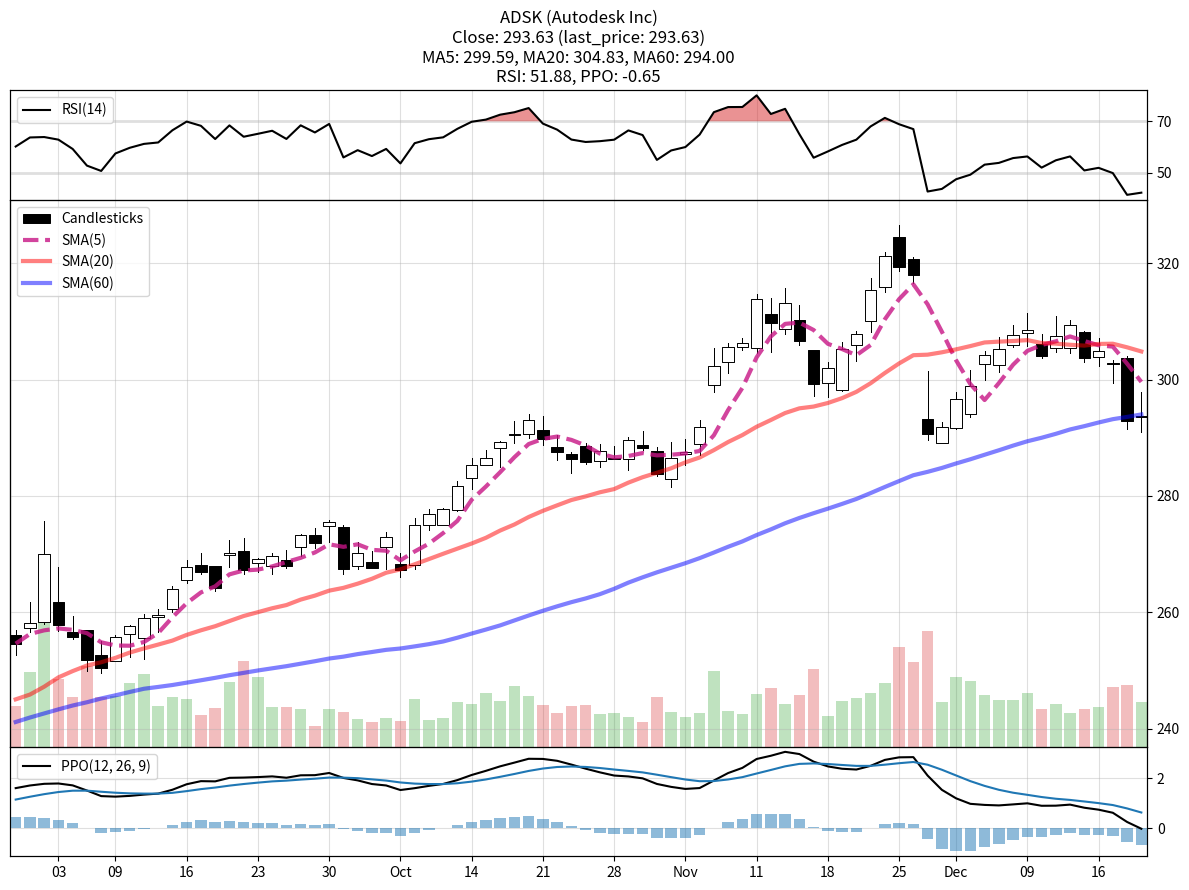 ADSK (Autodesk Inc)
Close: 293.63 (last_price: 293.63)
MA5: 299.59, MA20: 304.83, MA60: 294.00
RSI: 51.88, PPO: -0.65
RSI(14)
70
50
Candlesticks
SMA(5)
SMA(20)
SMA(60)
320
300
280
260
240
PPO(12, 26, 9)
2
0
03 09 16 23 30 Oct 14 21 28 Nov 11 18 25 Dec 09 16